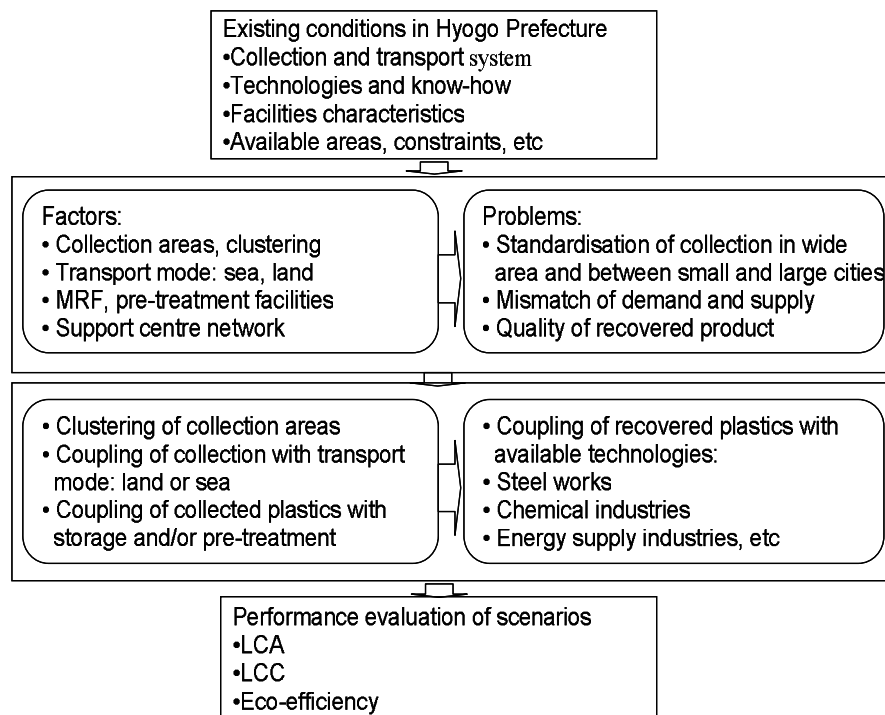 Existing conditions in Hyogo Prefecture
•Collection and transport system
•Technologies and know-how
•Facilities characteristics
•Available areas, constraints, etc
Factors:
• Collection areas, clustering
• Transport mode: sea, land
• MRF, pre-treatment facilities
• Support centre network
Problems:
• Standardisation of collection in wide
area and between small and large cities
• Mismatch of demand and supply
• Quality of recovered product
• Clustering of collection areas
• Coupling of collection with transport
mode: land or sea
• Coupling of collected plastics with
storage and/or pre-treatment
• Coupling of recovered plastics with
available technologies:
• Steel works
• Chemical industries
• Energy supply industries, etc
Performance evaluation of scenarios
•LCA
•LCC
•Eco-efficiency